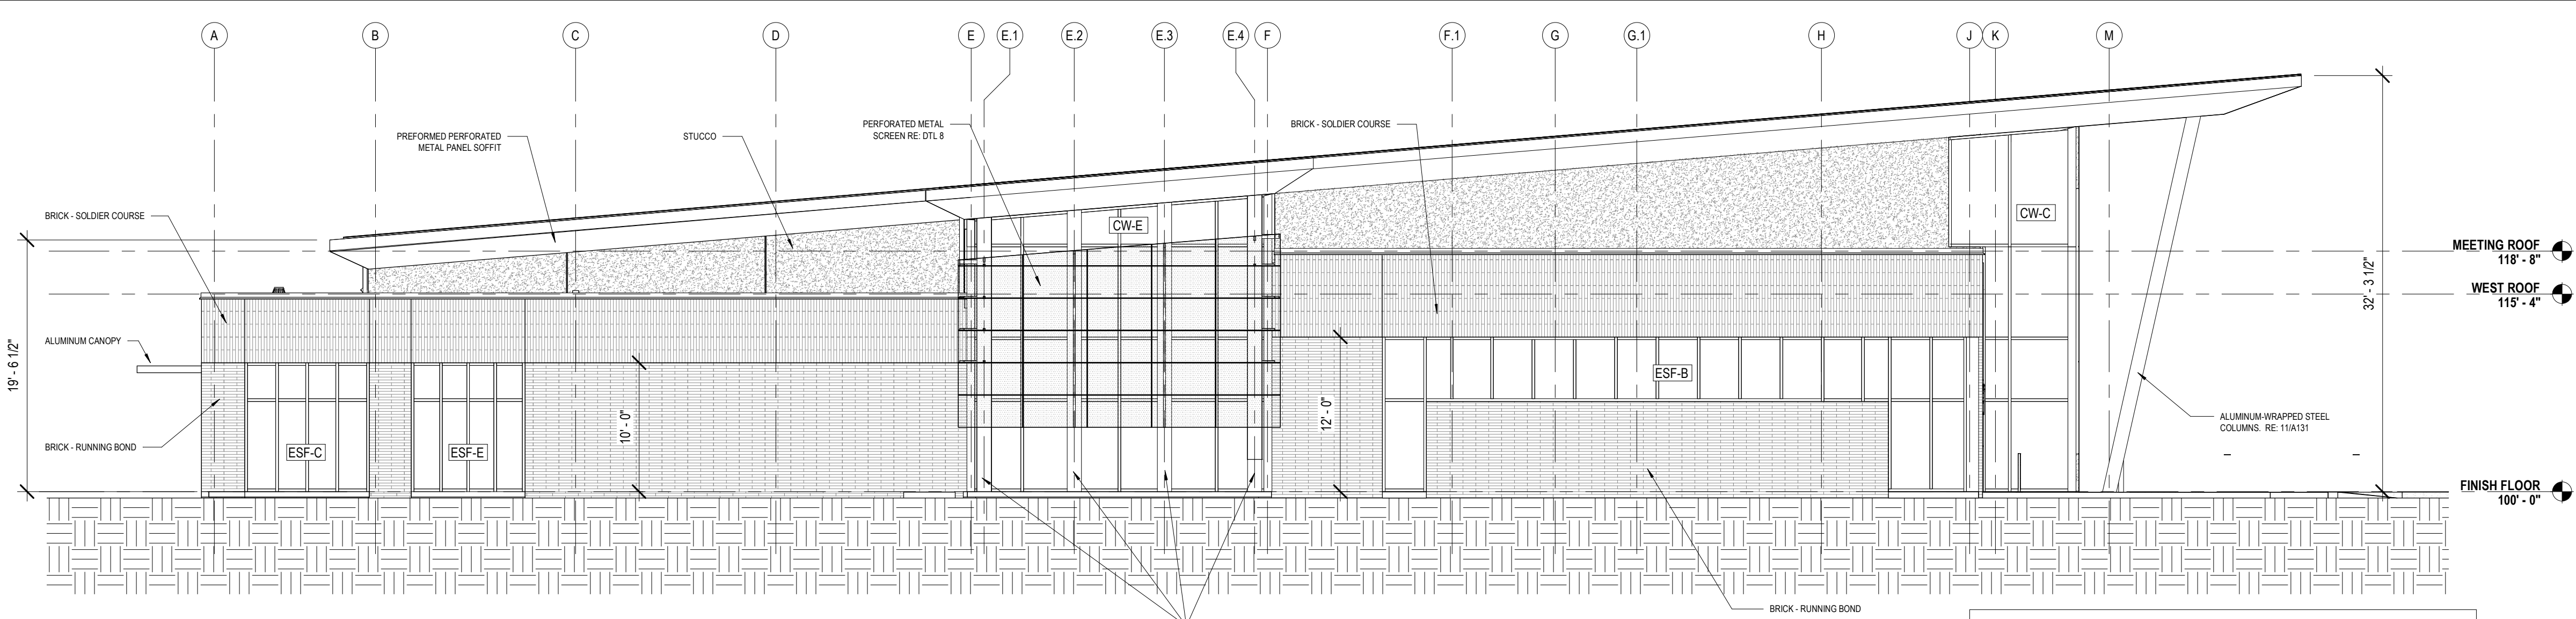 A
B
C
D
E
E.1
E.2
E.3
E.4
F
F.1
G
G.1
H
J
K
M
PREFORMED PERFORATED
METAL PANEL SOFFIT
STUCCO
PERFORATED METAL
SCREEN RE: DTL 8
BRICK - SOLDIER COURSE
BRICK - SOLDIER COURSE
CW-E
CW-C
MEETING ROOF
118' - 8"
WEST ROOF
115' - 4"
32' - 3 1/2"
ALUMINUM CANOPY
19' - 6 1/2"
ESF-B
10' - 0"
12' - 0"
ALUMINUM-WRAPPED STEEL
COLUMNS. RE: 11/A131
BRICK - RUNNING BOND
ESF-C
ESF-E
FINISH FLOOR
100' - 0"
BRICK - RUNNING BOND